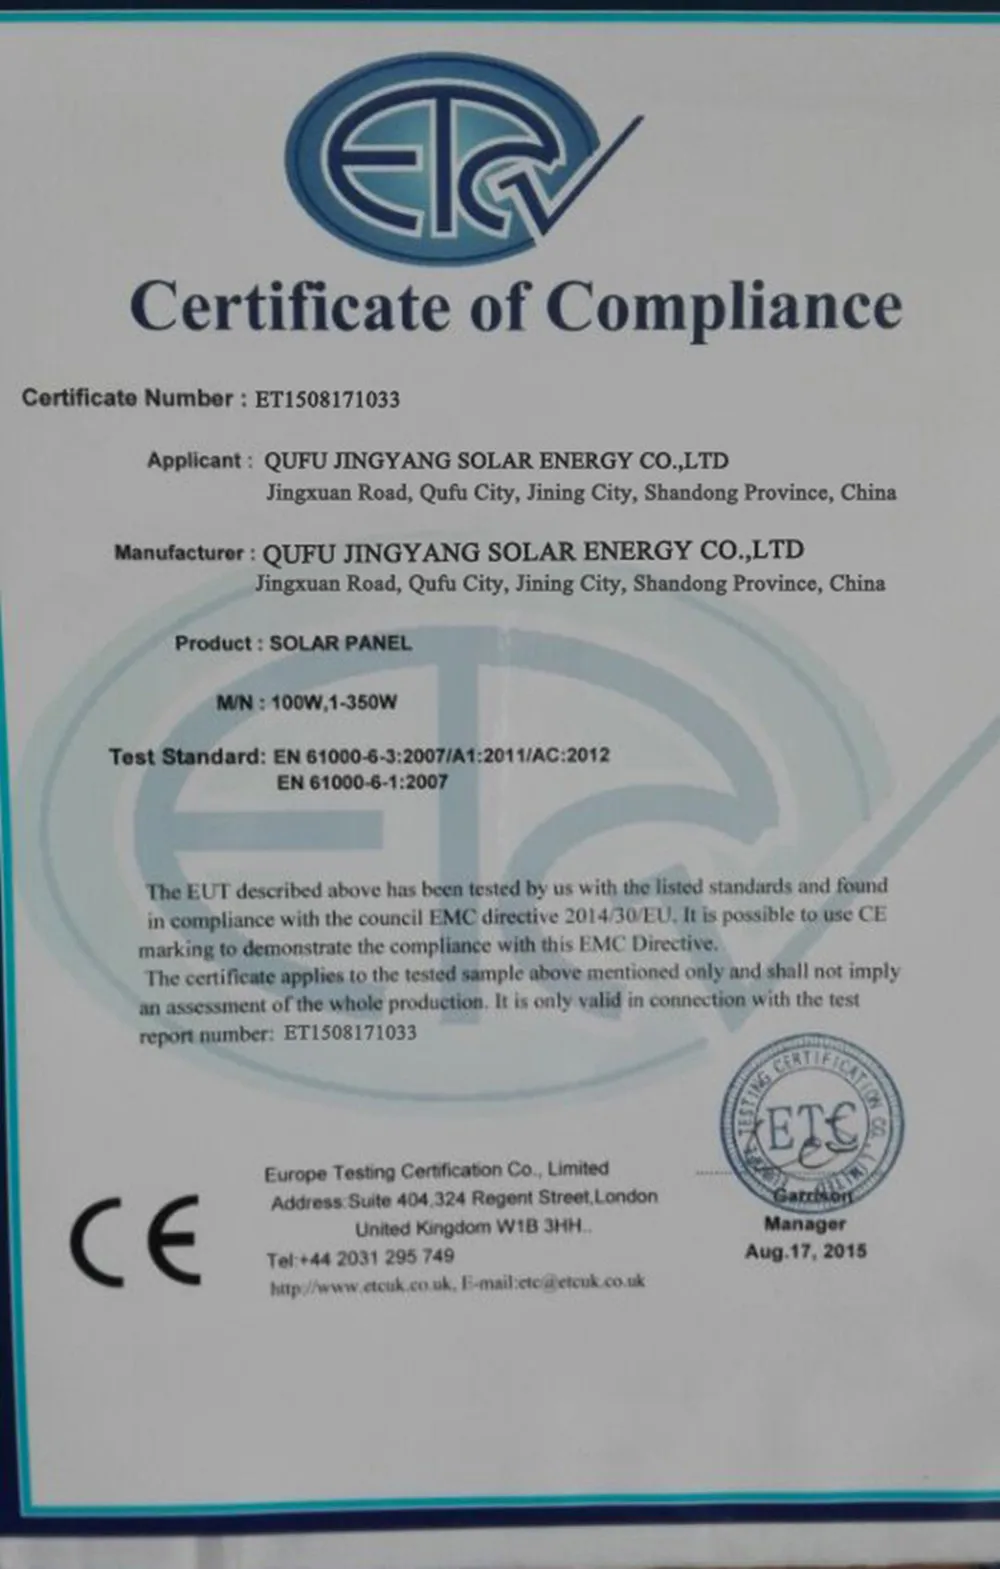 ETC
Certificate of Compliance
Certificate Number : ET1508171033
Applicant : QUFU JINGYANG SOLAR ENERGY CO.,LTD
Jingxuan Road, Qufu City, Jining City, Shandong Province, China
Manufacturer : QUFU JINGYANG SOLAR ENERGY CO.,LTD
Jingxuan Road, Qufu City, Jining City, Shandong Province, China
Product : SOLAR PANEL
M/N : 100W,1-350W
Test Standard: EN 61000-6-3:2007/A1:2011/AC:2012
EN 61000-6-1:2007
The EUT described above has been tested by us with the listed standards and found
in compliance with the council EMC directive 2014/30/EU. It is possible to use CE
marking to demonstrate the compliance with this EMC Directive.
The certificate applies to the tested sample above mentioned only and shall not imply
an assessment of the whole production. It is only valid in connection with the test
report number: ET1508171033
TESTING CERTIFICATION CO.,
ETC
CE
Europe Testing Certification Co., Limited
Address:Suite 404,324 Regent Street,London
United Kingdom W1B 3HH..
Tel:+44 2031 295 749
http://www.etcuk.co.uk, E-mail:etc@etcuk.co.uk
Garrison
Manager
Aug.17, 2015